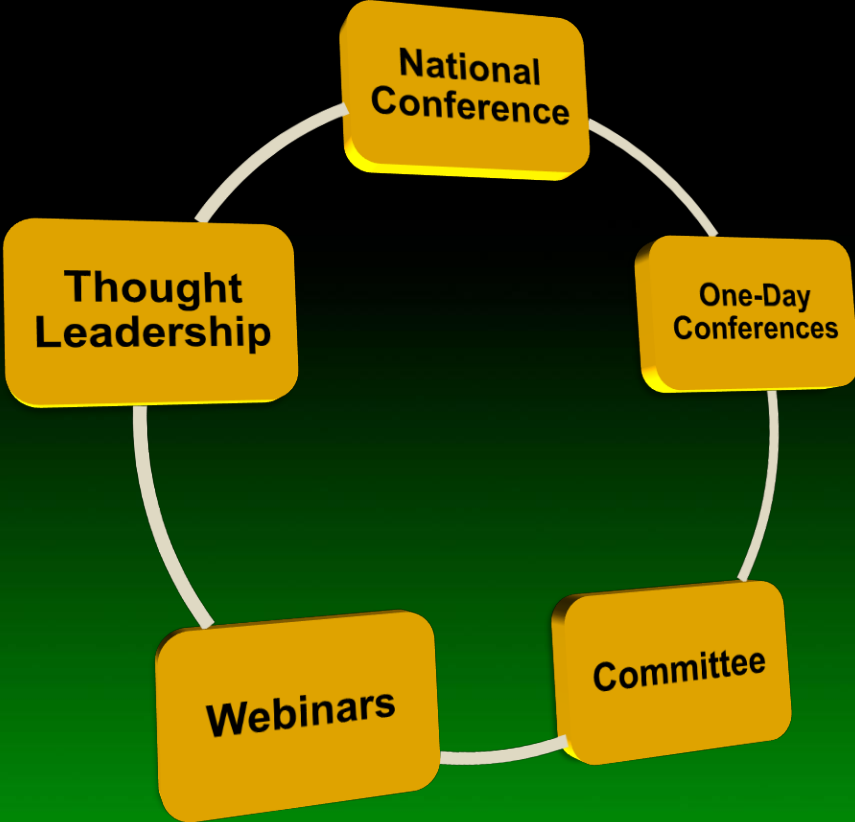 National
Conference
One-Day
Conferences
Committee
Webinars
Thought
Leadership